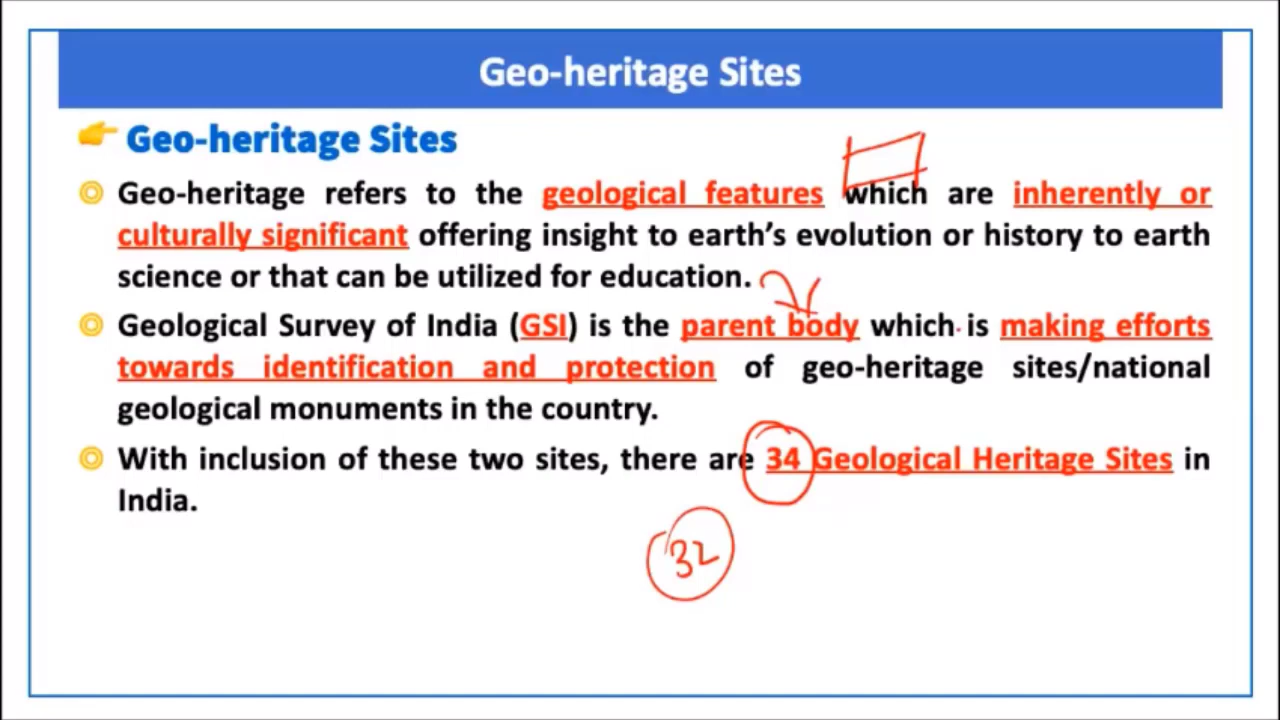 Geo-heritage Sites
Geo-heritage Sites
Geo-heritage refers to the geological features which are inherently or
culturally significant offering insight to earth's evolution or history to earth
science or that can be utilized for education.
Geological Survey of India (GSI) is the parent body which is making efforts
towards identification and protection of geo-heritage sites/national
geological monuments in the country.
With inclusion of these two sites, there are 34 Geological Heritage Sites in
India.
32